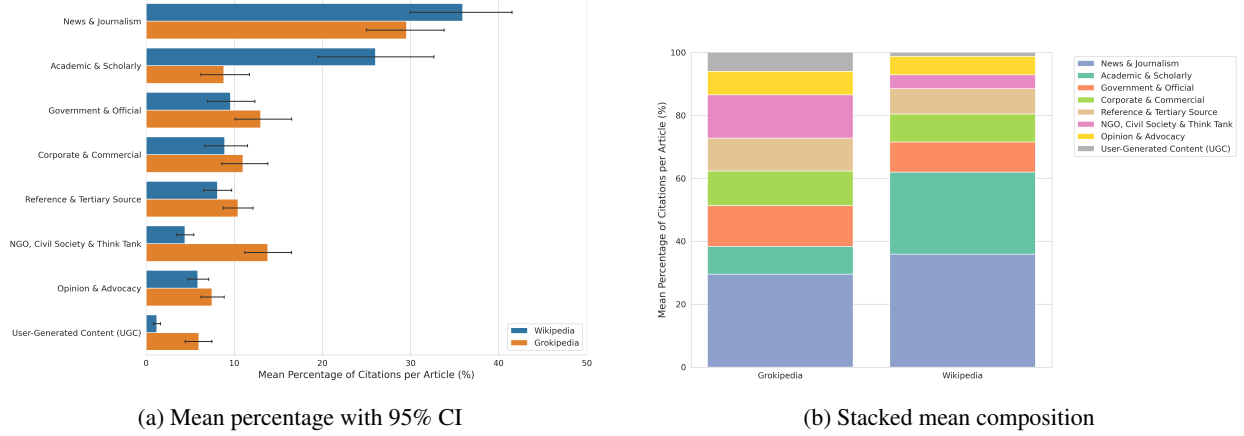 News & Journalism
Academic & Scholarly
Government & Official
Corporate & Commercial
Reference & Tertiary Source
NGO, Civil Society & Think Tank
Opinion & Advocacy
User-Generated Content (UGC)
Wikipedia
Grokipedia
0 10 20 30 40 50
Mean Percentage of Citations per Article (%)
(a) Mean percentage with 95% CI
Mean Percentage of Citations per Article (%)
100
80
60
40
20
0
Grokipedia Wikipedia
News & Journalism
Academic & Scholarly
Government & Official
Corporate & Commercial
Reference & Tertiary Source
NGO, Civil Society & Think Tank
Opinion & Advocacy
User-Generated Content (UGC)
(b) Stacked mean composition